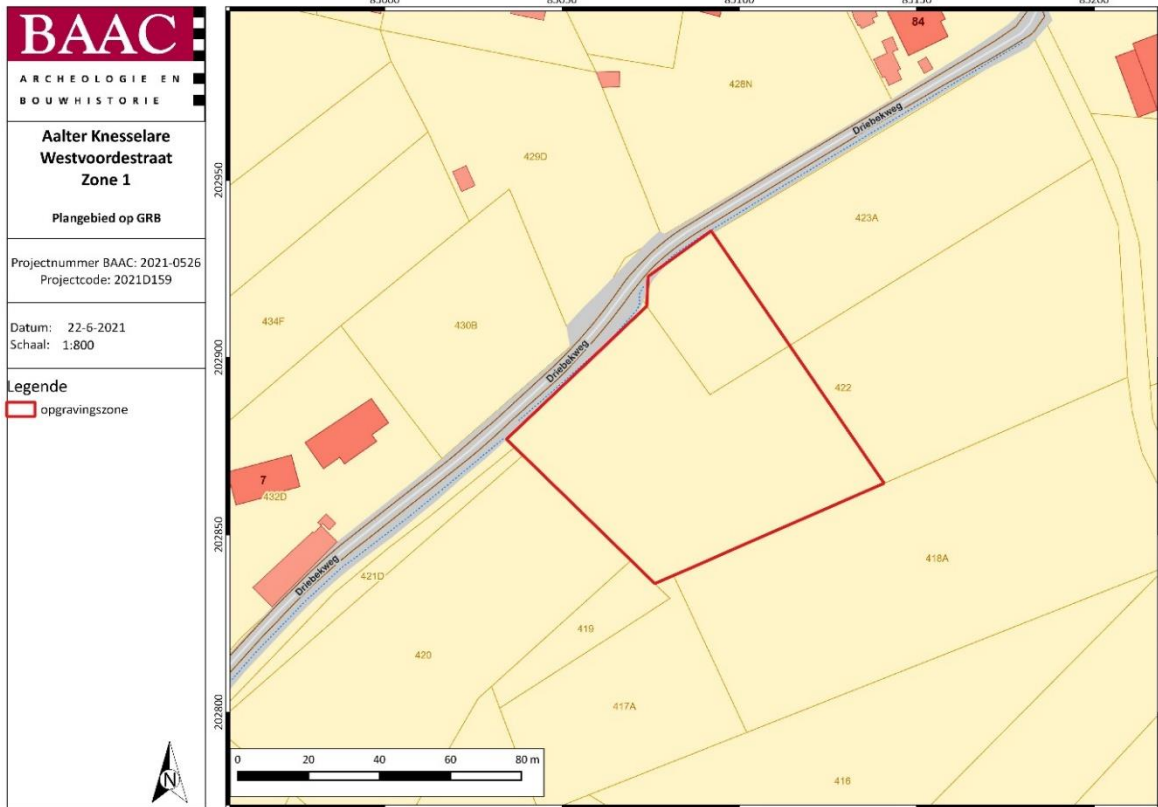 BAAC
ARCHEOLOGIE EN
BOUWHISTORIE
Aalter Knesselare
Westvoordestraat
Zone 1
Plangebied op GRB
Projectnummer BAAC: 2021-0526
Projectcode: 2021D159
Datum: 22-6-2021
Schaal: 1:800
Legende
opgravingszone
N
202950
202900
202850
202800
84
428N
Driebekweg
429D
423A
434F
430B
Driebekweg
422
7
432D
Driebekweg
421D
418A
419
420
417A
416
0 20 40 60 80 m